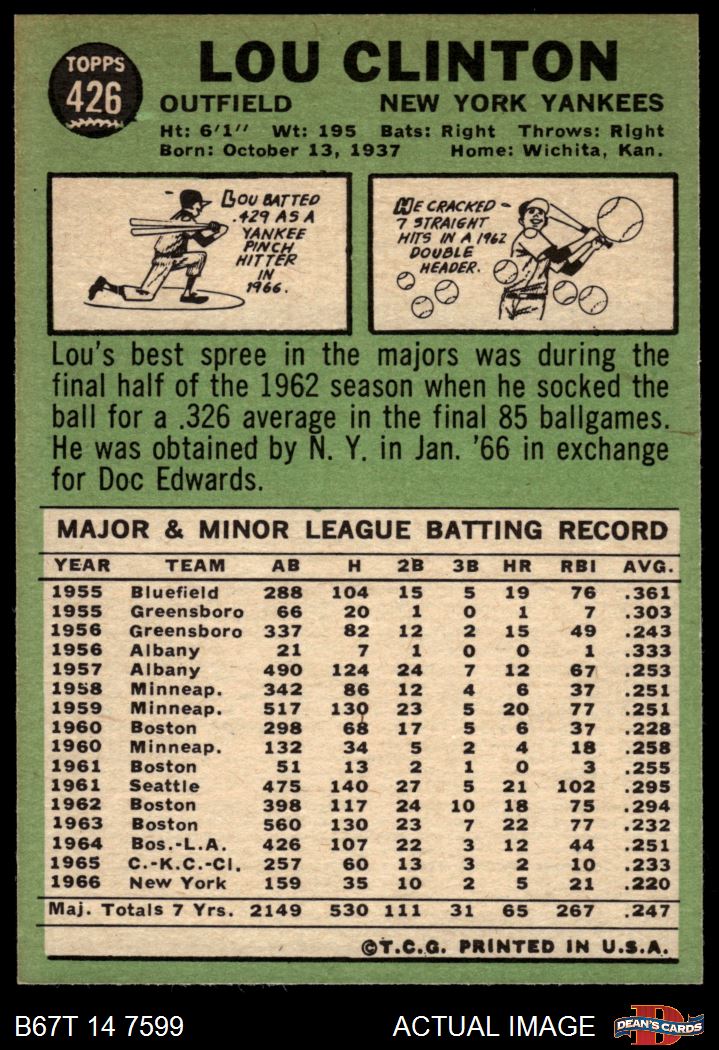 TOPPS
426
LOU CLINTON
OUTFIELD NEW YORK YANKEES
Ht: 6'1" Wt: 195 Bats: Right Throws: Right
Born: October 13, 1937 Home: Wichita, Kan.
LOU BATTED
.429 AS A
YANKEE
PINCH
HITTER
IN
1966.
HE CRACKED -
7 STRAIGHT
HITS IN A 1962
DOUBLE
HEADER.
Lou's best spree in the majors was during the
final half of the 1962 season when he socked the
ball for a .326 average in the final 85 ballgames.
He was obtained by N. Y. in Jan. '66 in exchange
for Doc Edwards.
MAJOR & MINOR LEAGUE BATTING RECORD
YEAR TEAM AB H 2B 3B HR RBI AVG.
1955 Bluefield 288 104 15 5 19 76 .361
1955 Greensboro 66 20 1 0 1 7 .303
1956 Greensboro 337 82 12 2 15 49 .243
1956 Albany 21 7 1 0 0 1 .333
1957 Albany 490 124 24 7 12 67 .253
1958 Minneap. 342 86 12 4 6 37 .251
1959 Minneap. 517 130 23 5 20 77 .251
1960 Boston 298 68 17 5 6 37 .228
1960 Minneap. 132 34 5 2 4 18 .258
1961 Boston 51 13 2 1 0 3 .255
1961 Seattle 475 140 27 5 21 102 .295
1962 Boston 398 117 24 10 18 75 .294
1963 Boston 560 130 23 7 22 77 .232
1964 Bos.-L.A. 426 107 22 3 12 44 .251
1965 C.-K.C.-Cl. 257 60 13 3 2 10 .233
1966 New York 159 35 10 2 5 21 .220
Maj. Totals 7 Yrs. 2149 530 111 31 65 267 .247
©T.C.G. PRINTED IN U.S.A.
B67T 14 7599 ACTUAL IMAGE
D
DEAN'S CARDS